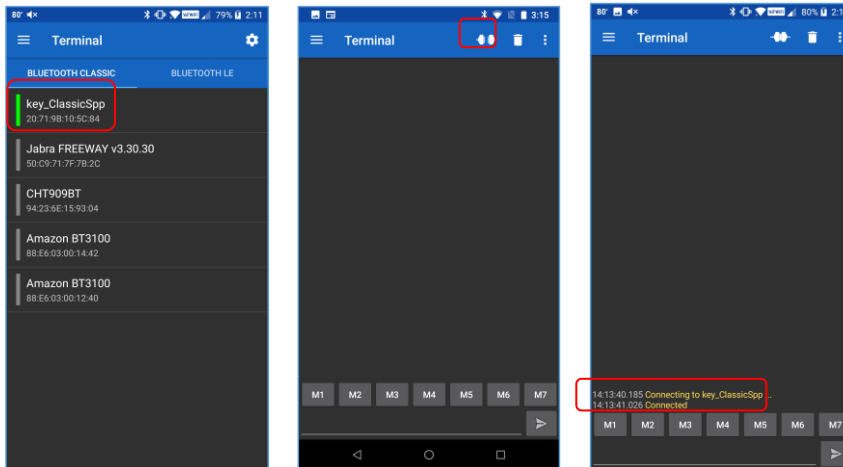 80° 79% 2:11
Terminal
BLUETOOTH CLASSIC BLUETOOTH LE
key_ClassicSpp
20:71:9B:10:5C:84
Jabra FREEWAY v3.30.30
50:C9:71:7F:7B:2C
CHT909BT
94:23:6E:15:93:04
Amazon BT3100
88:E6:03:00:14:42
Amazon BT3100
88:E6:03:00:12:40
3:15
Terminal
M1 M2 M3 M4 M5 M6 M7
80° 80%
Terminal
14:13:40.185 Connecting to key_ClassicSpp ...
14:13:41.026 Connected
M1 M2 M3 M4 M5 M6 M7